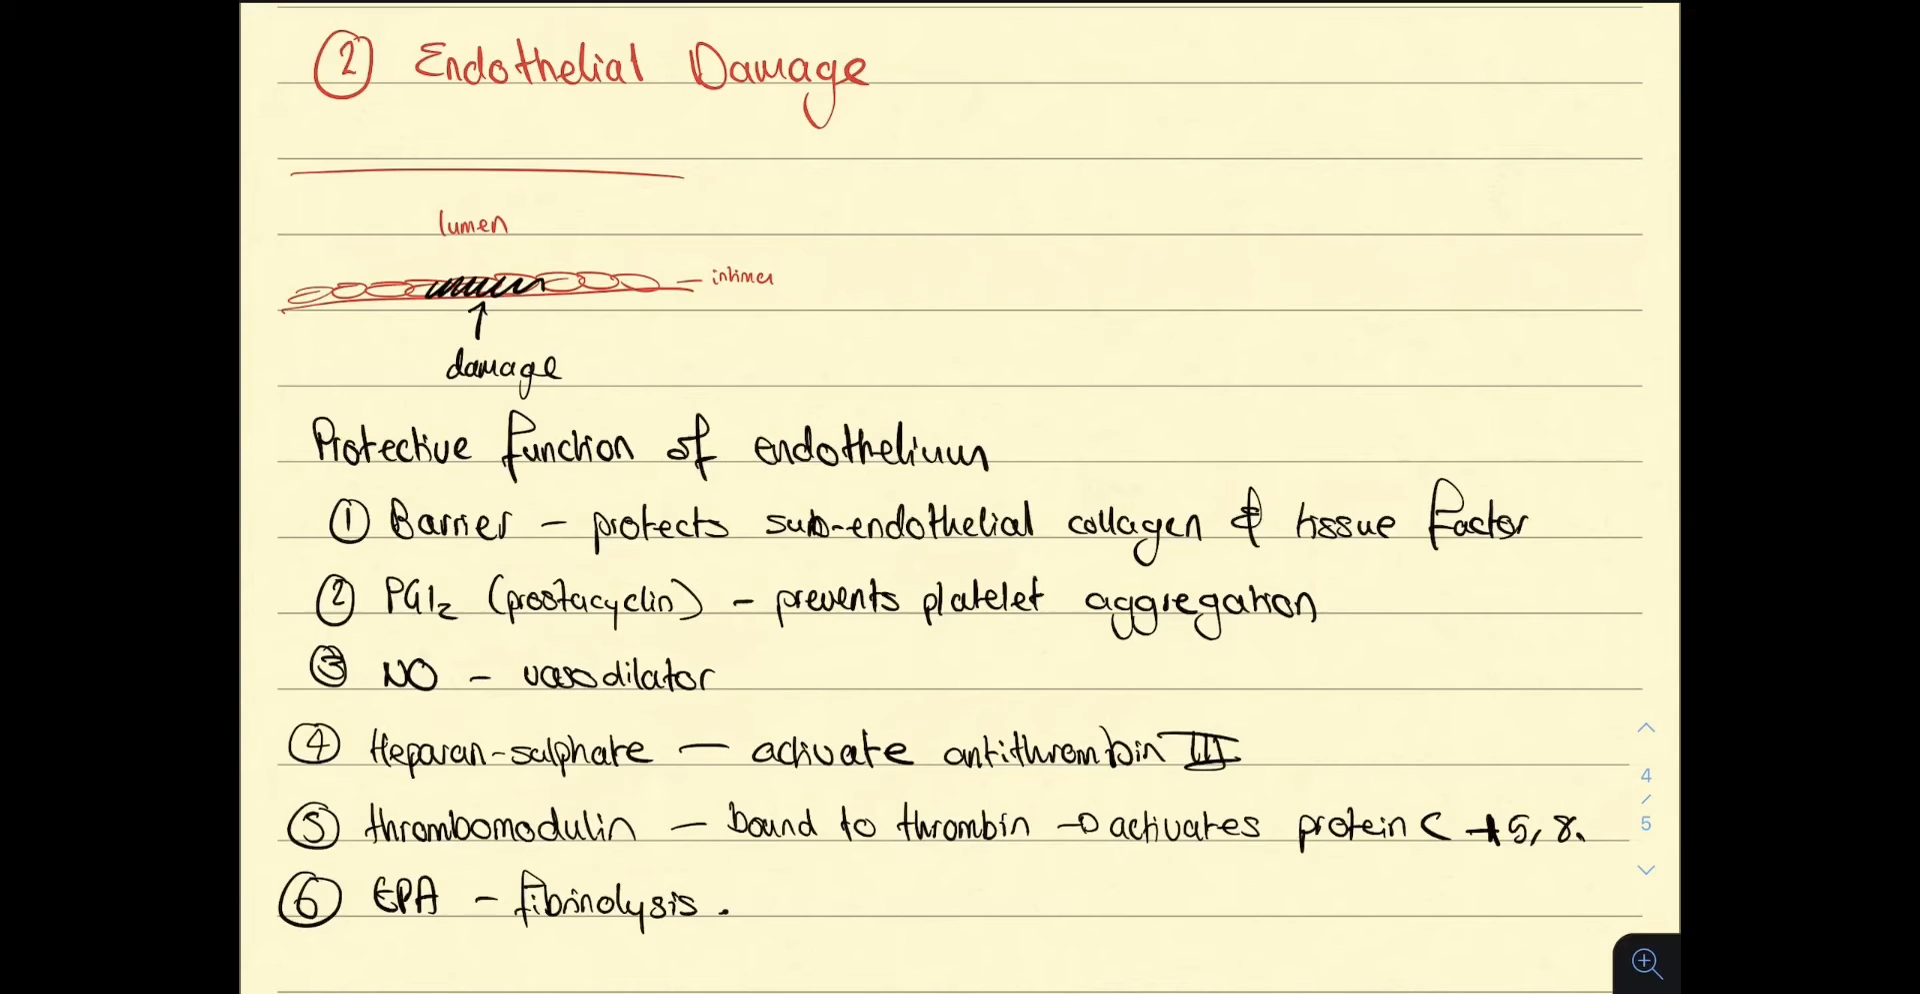 ② Endothelial Damage
lumen
intima
↑
damage
Protective function of endothelium
① Barrier - protects sub-endothelial collagen & tissue factor
② PGI₂ (prostacyclin) - prevents platelet aggregation
③ NO - vasodilator
④ Heparan-sulphate - activate antithrombin III
⑤ thrombomodulin - bound to thrombin → activates protein C 5, 8.
⑥ tPA - fibrinolysis.
4
/
5